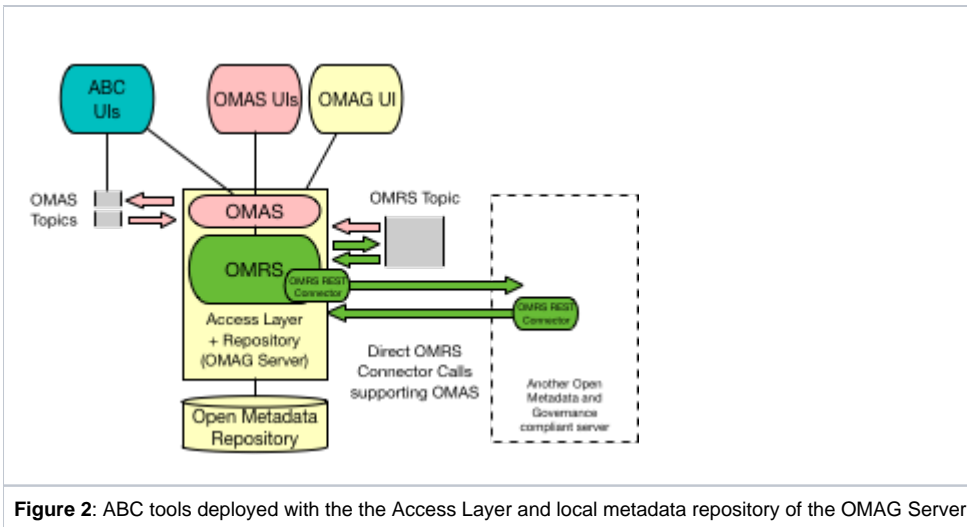 ABC
UIs
OMAS UIs
OMAG UI
OMAS
Topics
OMAS
OMRS Topic
OMRS
OMRS REST
Connector
OMRS REST
Connector
Access Layer
+ Repository
(OMAG Server)
Direct OMRS
Connector Calls
supporting OMAS
Another Open
Metadata and
Governance
compliant server
Open Metadata
Repository
Figure 2: ABC tools deployed with the the Access Layer and local metadata repository of the OMAG Server